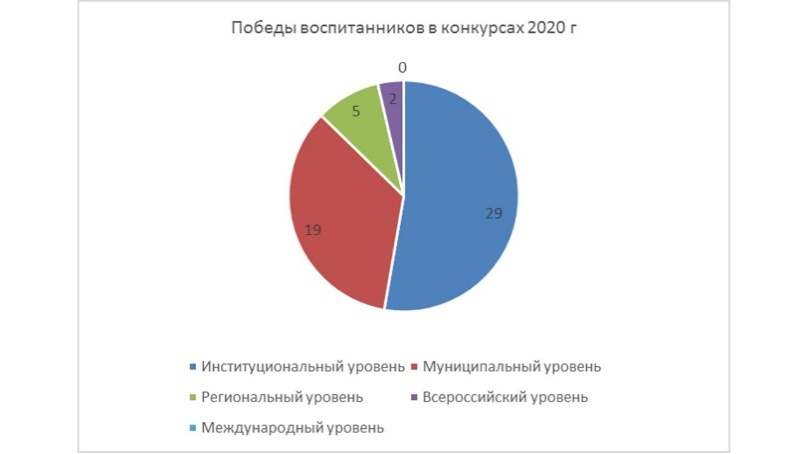 Победы воспитанников в конкурсах 2020 г
0
2
5
29
19
Институциональный уровень Муниципальный уровень
Региональный уровень Всероссийский уровень
Международный уровень